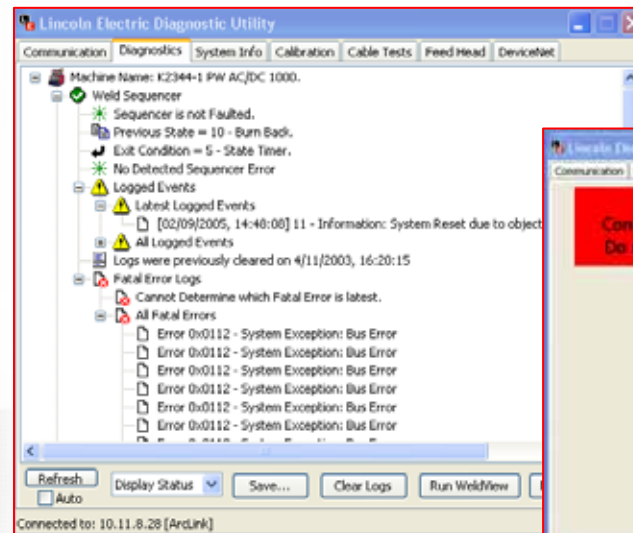 Lincoln Electric Diagnostic Utility
Communication Diagnostics System Info Calibration Cable Tests Feed Head DeviceNet
Machine Name: K2344-1 PW AC/DC 1000.
Weld Sequencer
Sequencer is not Faulted.
Previous State = 10 - Burn Back.
Exit Condition = 5 - State Timer.
No Detected Sequencer Error
Logged Events
Latest Logged Events
[02/09/2005, 14:48:08] 11 - Information: System Reset due to object
All Logged Events
Logs were previously cleared on 4/11/2003, 16:20:15
Fatal Error Logs
Cannot Determine which Fatal Error is latest.
All Fatal Errors
Error 0x0112 - System Exception: Bus Error
Error 0x0112 - System Exception: Bus Error
Error 0x0112 - System Exception: Bus Error
Error 0x0112 - System Exception: Bus Error
Error 0x0112 - System Exception: Bus Error
Error 0x0112 - System Exception: Bus Error
Refresh
Auto
Display Status Save... Clear Logs Run WeldView
Connected to: 10.11.8.28 [ArcLink]
Lincoln Ele
Communication
Con
Do